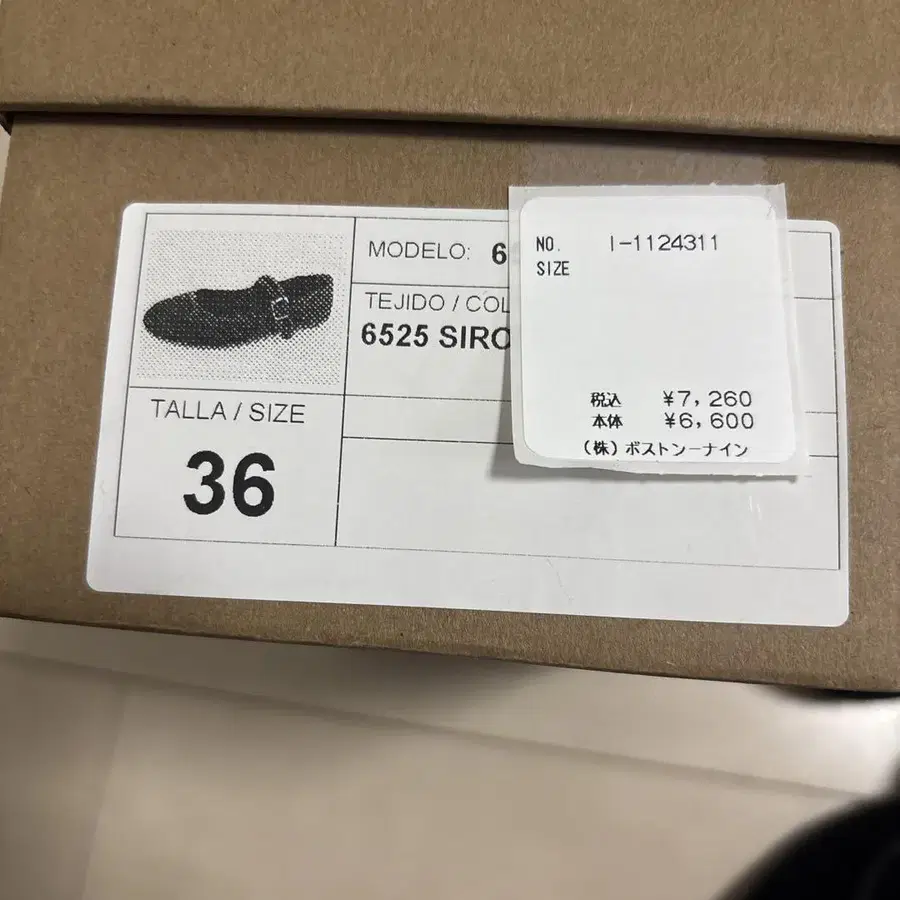 MODELO: 6
TEJIDO / COL
6525 SIRO
TALLA / SIZE
36
NO. I-1124311
SIZE
税込 ¥7,260
本体 ¥6,600
(株) ボストンーナイン